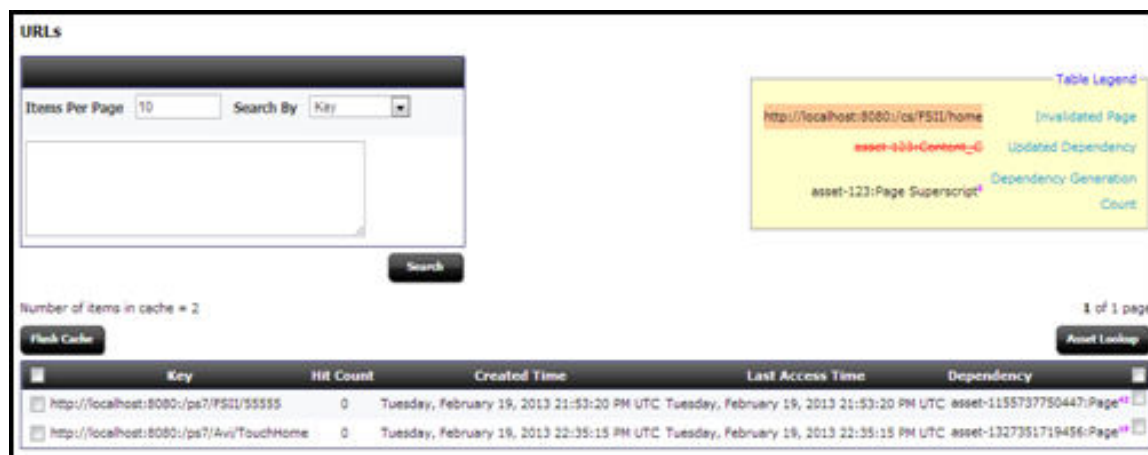 URLs
Items Per Page 10 Search By Key
Search
Table Legend
http://localhost:8080:/cs/FSII/home Invalidated Page
asset-123:Content_C Updated Dependency
asset-123:Page Superscript Dependency Generation Count
Number of items in cache = 2
1 of 1 page
Flush Cache
Asset Lookup
Key Hit Count Created Time Last Access Time Dependency
http://localhost:8080:/ps7/FSII/55555 0 Tuesday, February 19, 2013 21:53:20 PM UTC Tuesday, February 19, 2013 21:53:20 PM UTC asset-1155737750447:Page
http://localhost:8080:/ps7/Avi/TouchHome 0 Tuesday, February 19, 2013 22:35:15 PM UTC Tuesday, February 19, 2013 22:35:15 PM UTC asset-1327351719456:Page